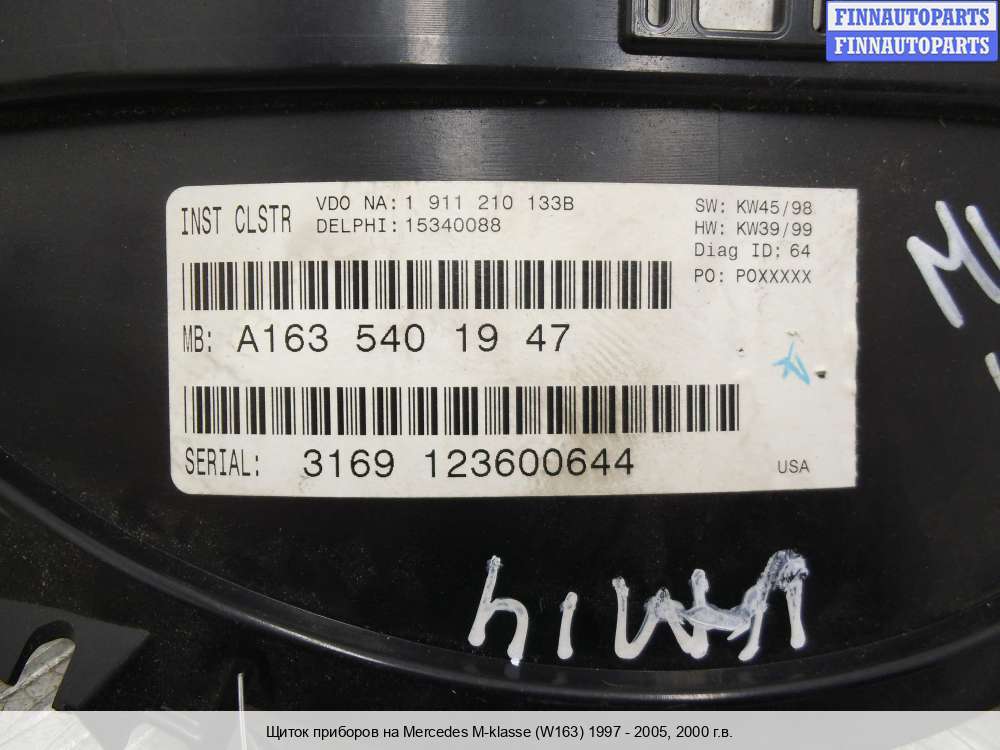 FINNAUTOPARTS
FINNAUTOPARTS
INST CLSTR
VDO NA: 1 911 210 133B
DELPHI: 15340088
SW: KW45/98
HW: KW39/99
Diag ID: 64
PO: POXXXXX
MB: A163 540 19 47
SERIAL: 3169 123600644
USA
Щиток приборов на Mercedes M-klasse (W163) 1997 - 2005, 2000 г.в.